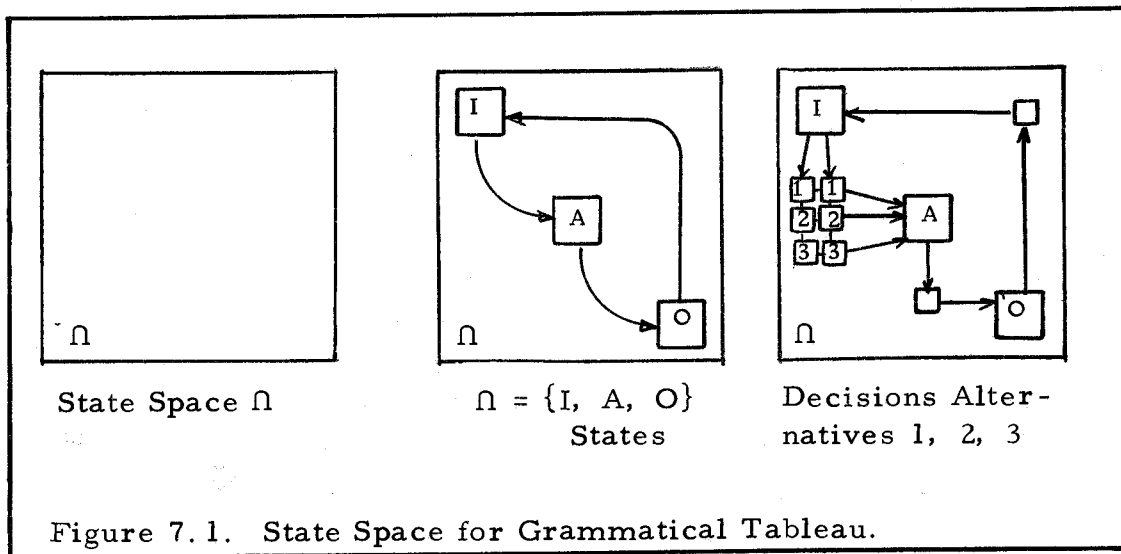 ∩
State Space ∩
I
A
O
∩
∩ = {I, A, O}
States
I
1 1
2 2
3 3
A
O
∩
Decisions Alter-
natives 1, 2, 3
Figure 7.1. State Space for Grammatical Tableau.